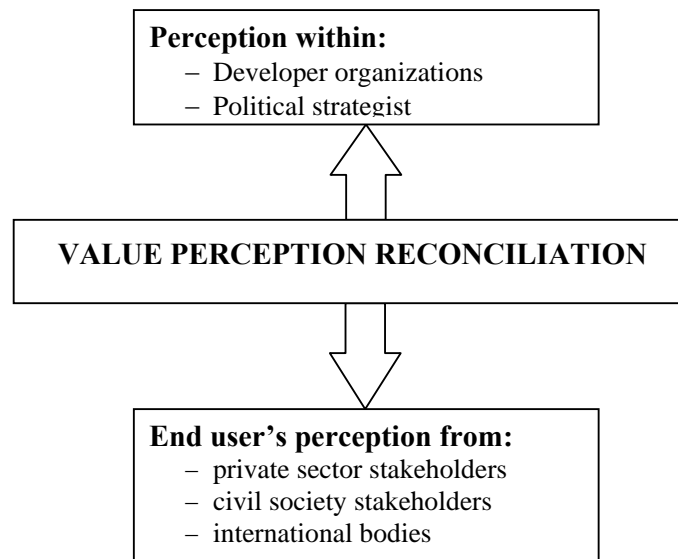 Perception within:
– Developer organizations
– Political strategist
VALUE PERCEPTION RECONCILIATION
End user’s perception from:
– private sector stakeholders
– civil society stakeholders
– international bodies